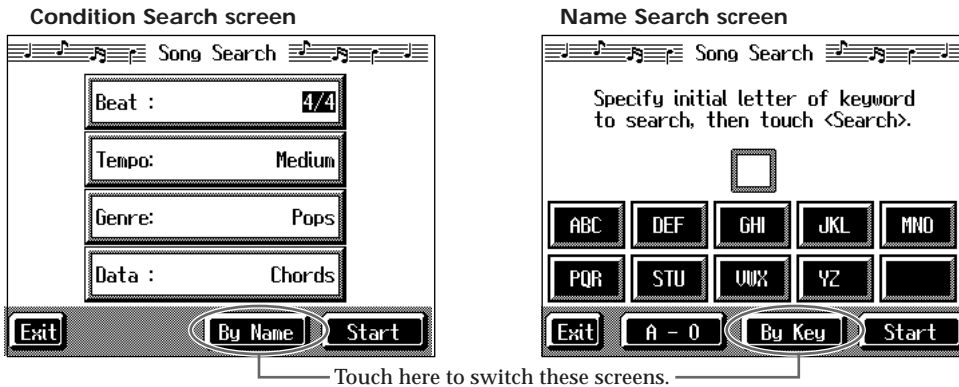 Condition Search screen
Song Search
Beat : 4/4
Tempo: Medium
Genre: Pops
Data : Chords
Exit By Name Start
Name Search screen
Song Search
Specify initial letter of keyword
to search, then touch <Search>.
ABC DEF GHI JKL MNO
PQR STU VWX YZ
Exit A - O By Key Start
Touch here to switch these screens.